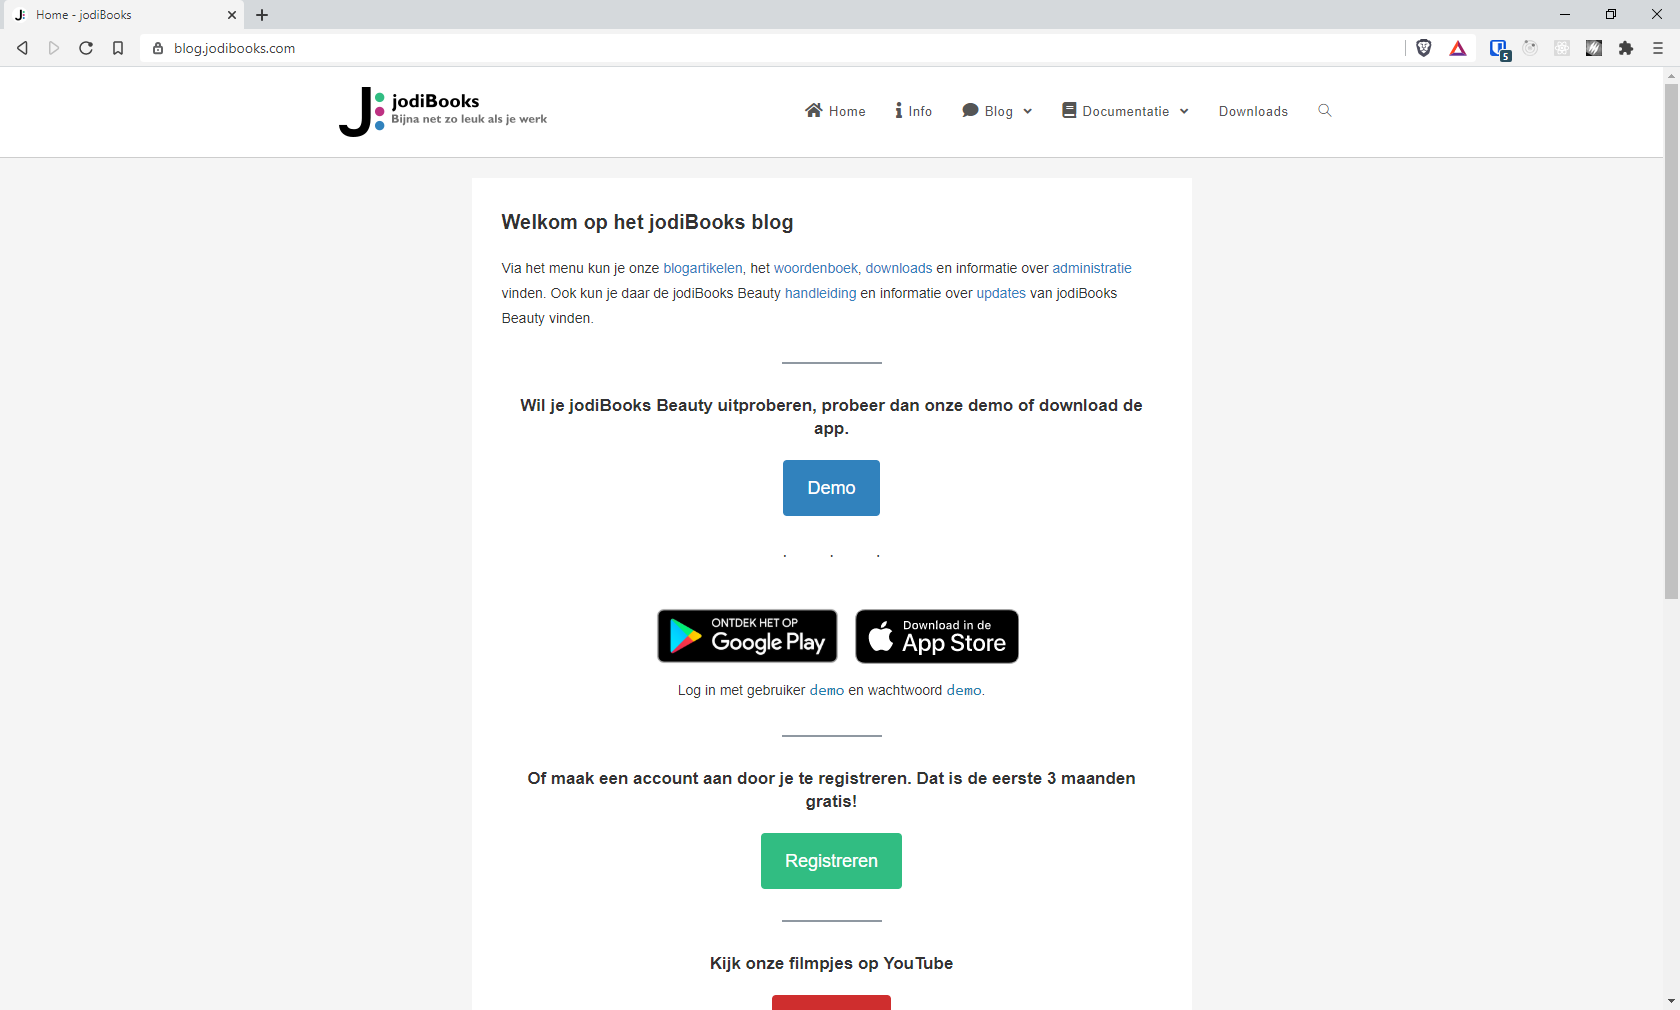 Home - jodiBooks
blog.jodibooks.com
5
jodiBooks
Bijna net zo leuk als je werk
Home
Info
Blog
Documentatie
Downloads
Welkom op het jodiBooks blog
Via het menu kun je onze blogartikelen, het woordenboek, downloads en informatie over administratie
vinden. Ook kun je daar de jodiBooks Beauty handleiding en informatie over updates van jodiBooks
Beauty vinden.
Wil je jodiBooks Beauty uitproberen, probeer dan onze demo of download de
app.
Demo
. . .
ONTDEK HET OP
Google Play
Download in de
App Store
Log in met gebruiker demo en wachtwoord demo.
Of maak een account aan door je te registreren. Dat is de eerste 3 maanden
gratis!
Registreren
Kijk onze filmpjes op YouTube